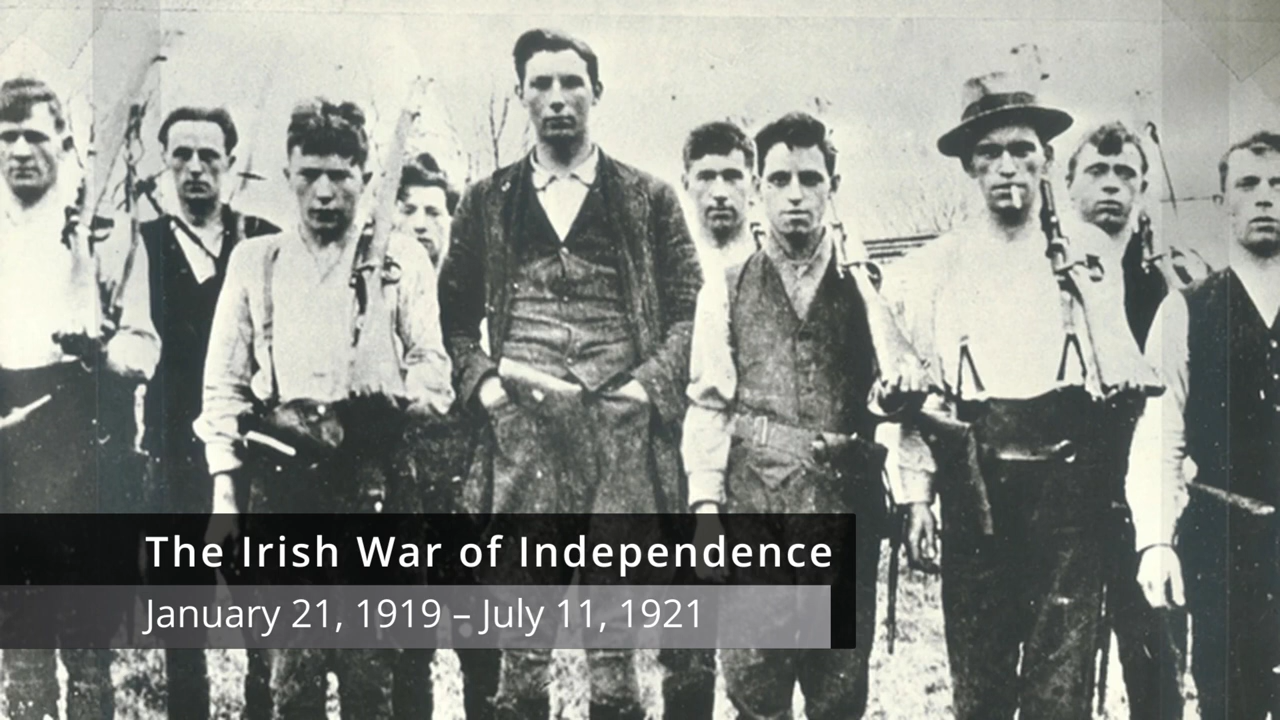 The Irish War of Independence
January 21, 1919 – July 11, 1921